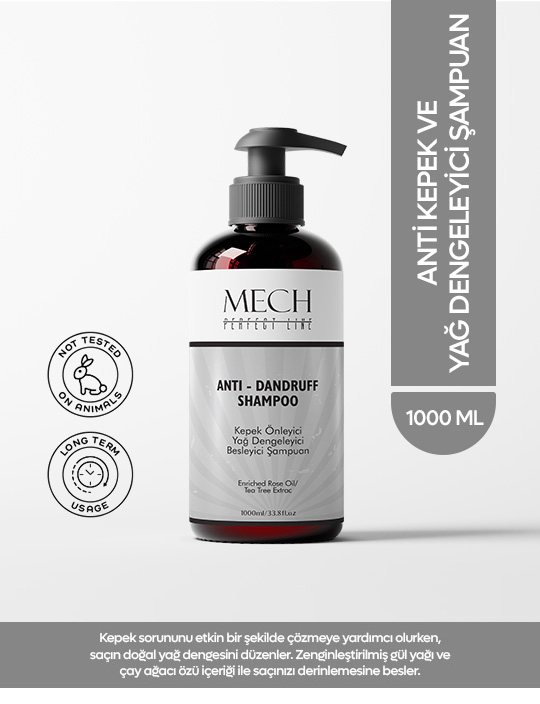 ANTİ KEPEK VE
YAĞ DENGELEYİCİ ŞAMPUAN
1000 ML
MECH
PERFECT LINE
ANTI - DANDRUFF
SHAMPOO
Kepek Önleyici
Yağ Dengeleyici
Besleyici Şampuan
Enriched Rose Oil/
Tea Tree Extrac
1000ml/33.8fl.oz
NOT TESTED
ON ANIMALS
LONG TERM
USAGE
Kepek sorununu etkin bir şekilde çözmeye yardımcı olurken,
saçın doğal yağ dengesini düzenler. Zenginleştirilmiş gül yağı ve
çay ağacı özü içeriği ile saçınızı derinlemesine besler.